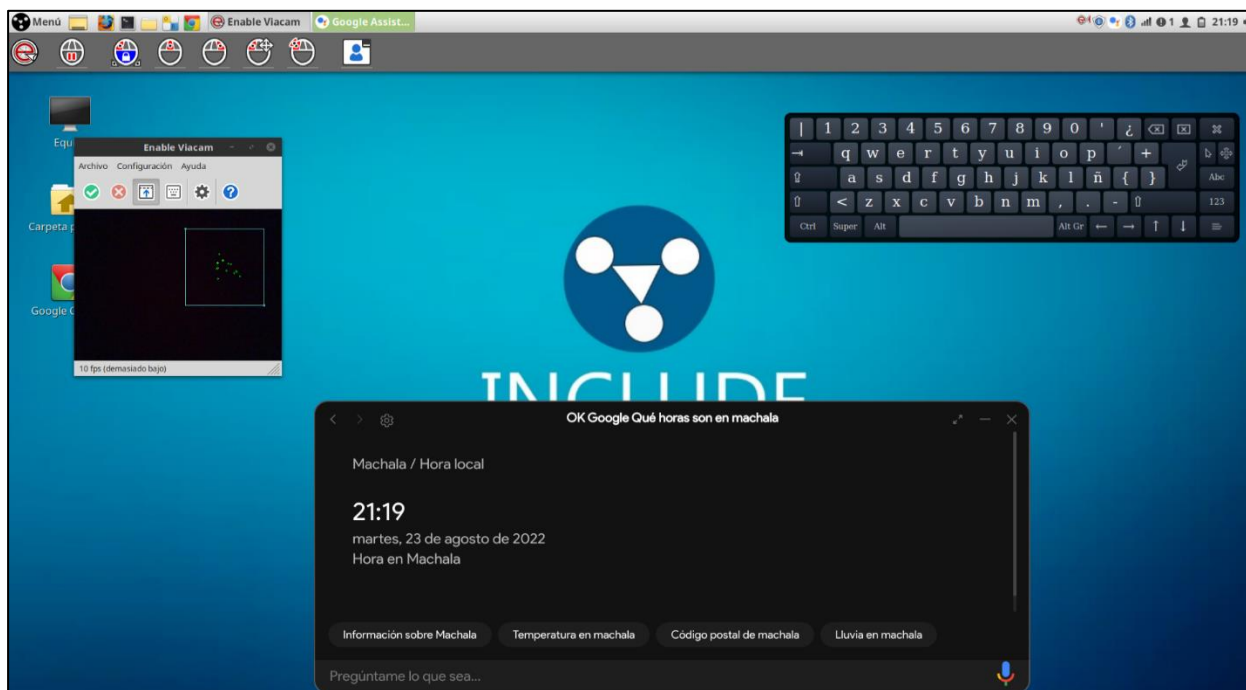 Menú Enable Viacam Google Assist... 1 21:19
Equi
Enable Viacam
Archivo Configuración Ayuda
Carpeta p
Google C
10 fps (demasiado bajo)
| 1 2 3 4 5 6 7 8 9 0 ' ¿
q w e r t y u i o p ´ +
a s d f g h j k l ñ { } Abc
< z x c v b n m , . - 123
Ctrl Super Alt Alt Gr ← → ↑ ↓
INCLUDE
OK Google Qué horas son en machala
Machala / Hora local
21:19
martes, 23 de agosto de 2022
Hora en Machala
Información sobre Machala Temperatura en machala Código postal de machala Lluvia en machala
Pregúntame lo que sea...